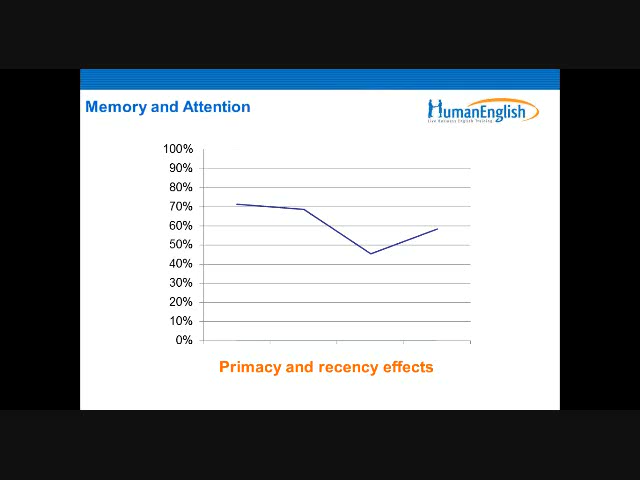 Memory and Attention
HumanEnglish
Live Business English Training
100%
90%
80%
70%
60%
50%
40%
30%
20%
10%
0%
Primacy and recency effects